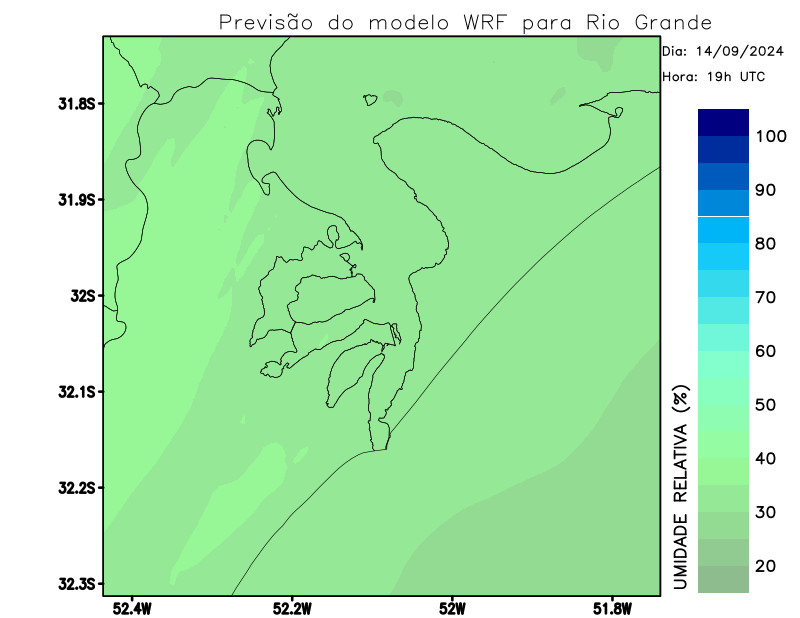 Previsão do modelo WRF para Rio Grande
Dia: 14/09/2024
Hora: 19h UTC
31.8S
31.9S
32S
32.1S
32.2S
32.3S
52.4W
52.2W
52W
51.8W
UMIDADE RELATIVA (%)
100
90
80
70
60
50
40
30
20